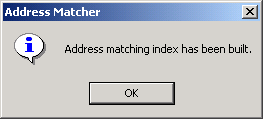 Address Matcher
Address matching index has been built.
OK